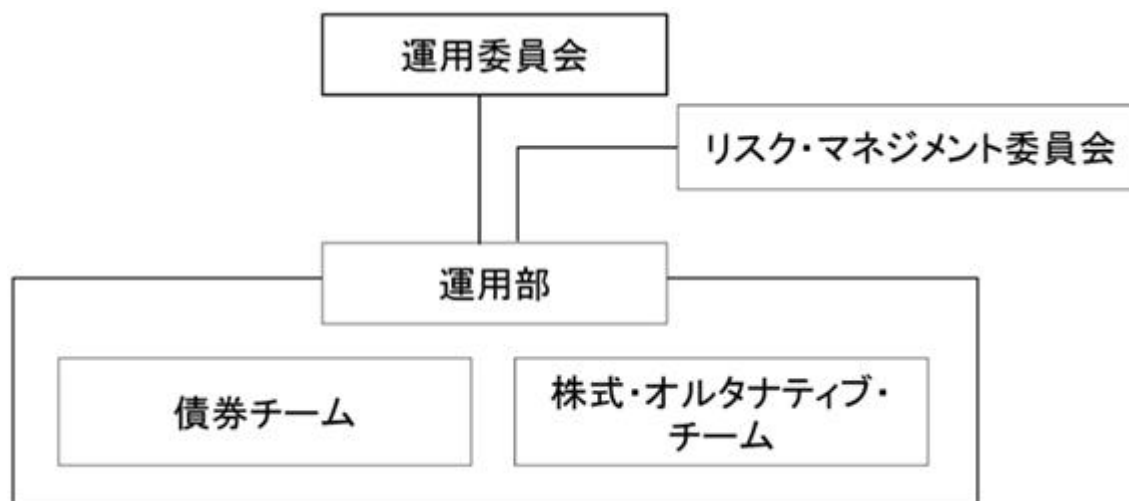 運用委員会
リスク・マネジメント委員会
運用部
債券チーム
株式・オルタナティブ・
チーム